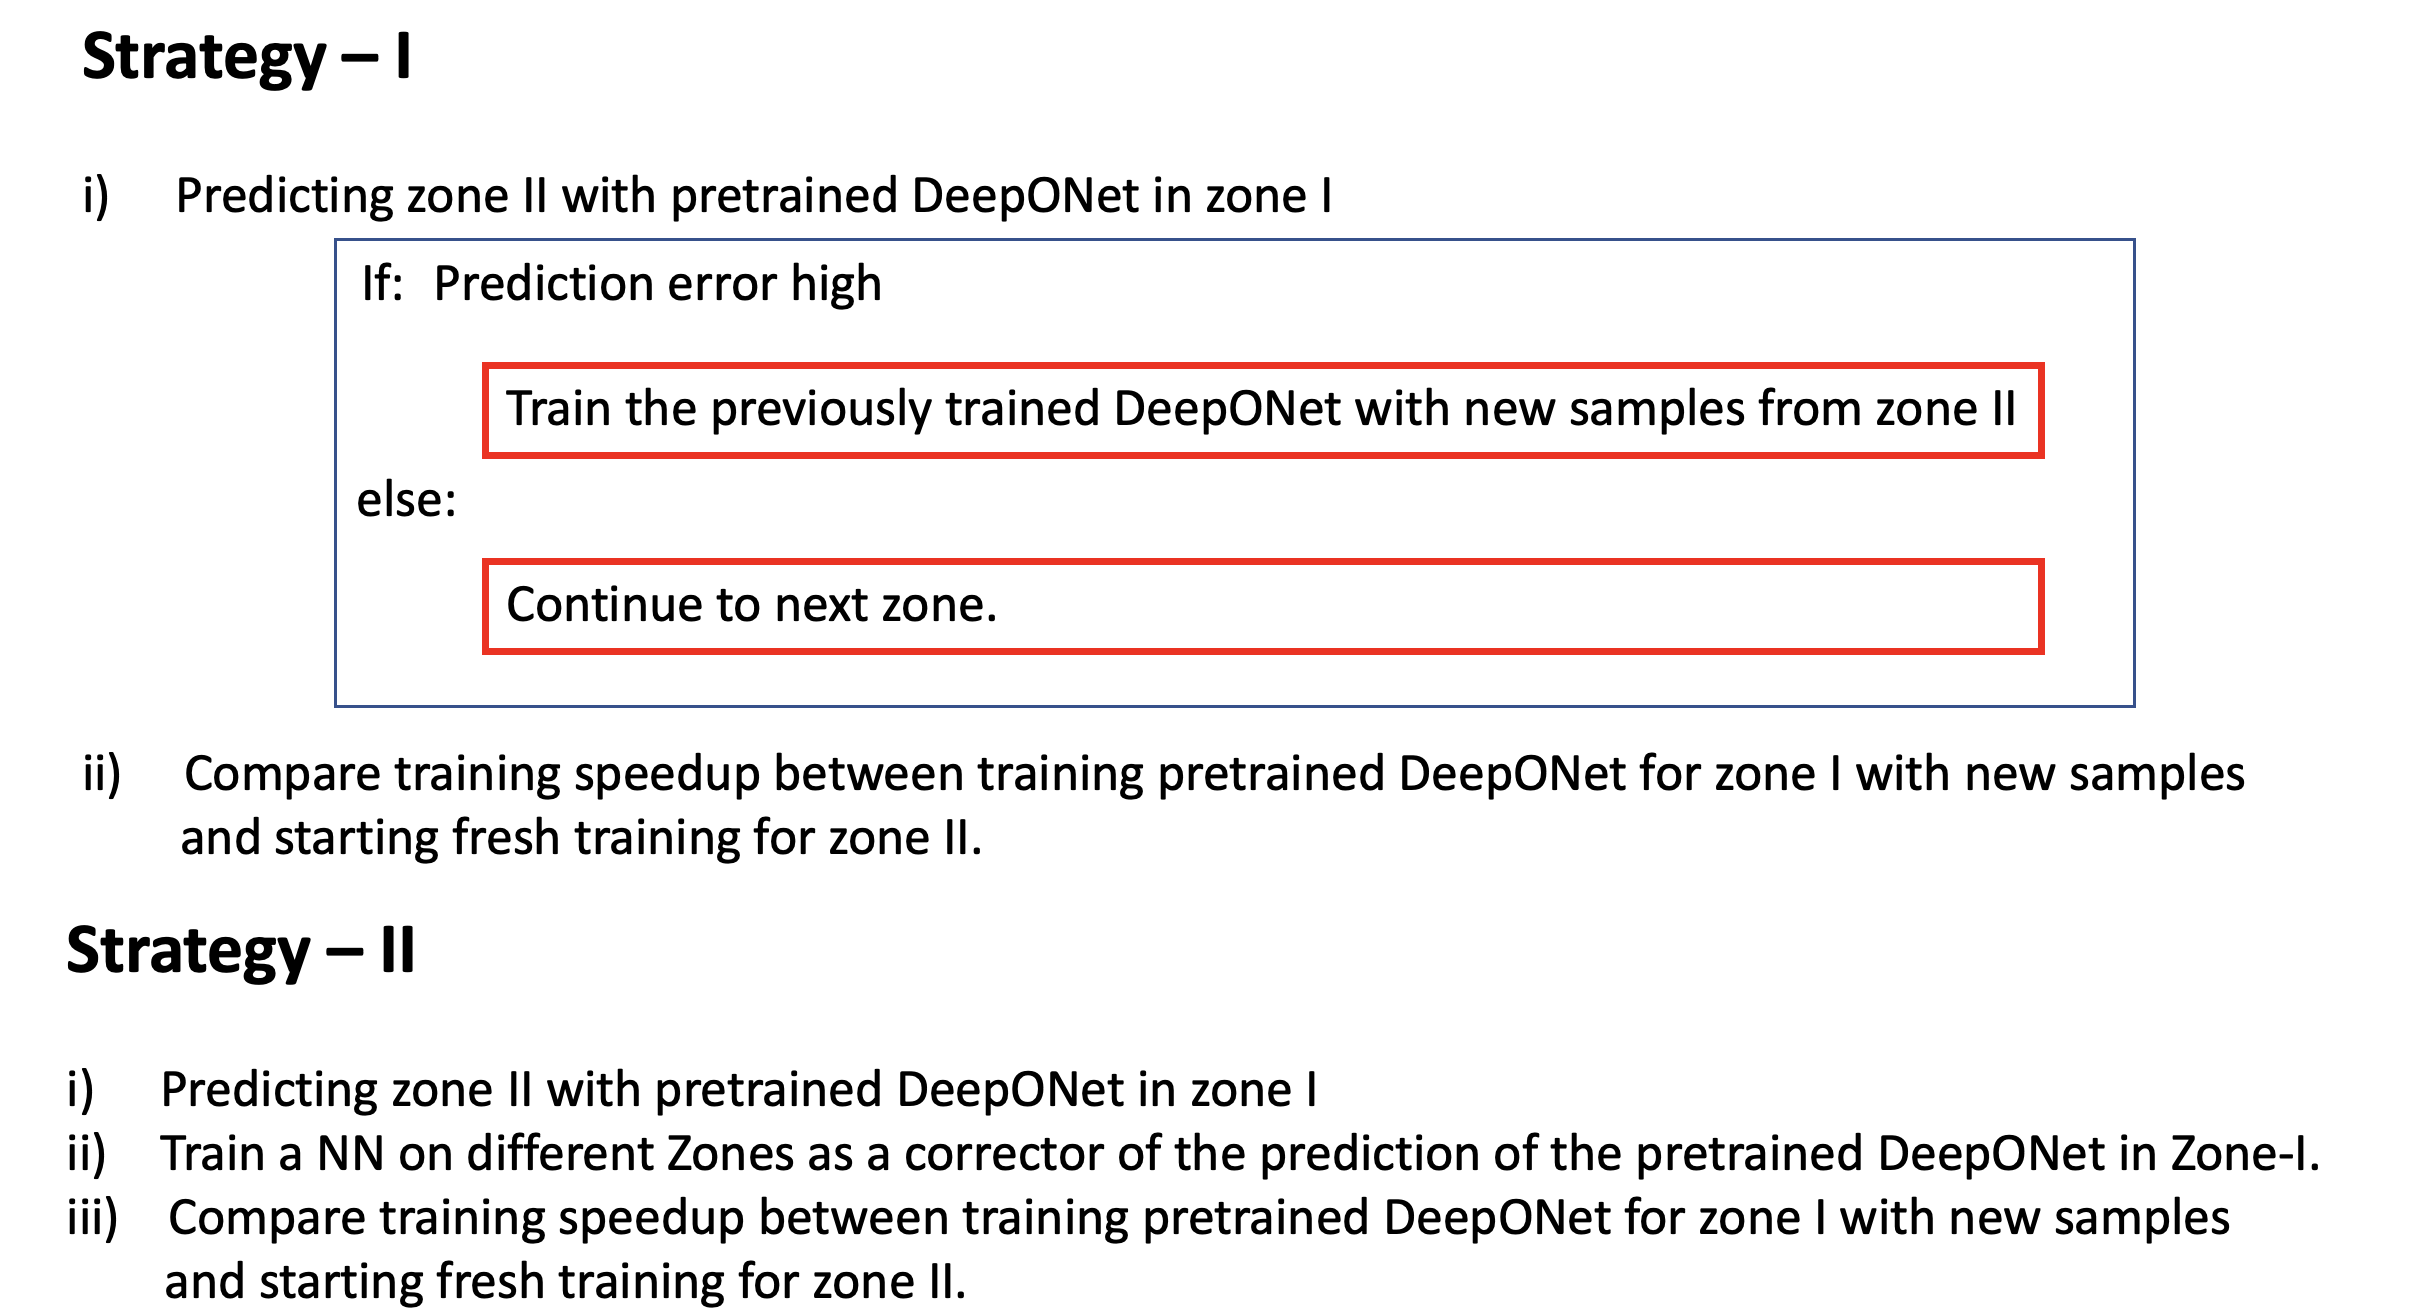 Strategy – I
i) Predicting zone II with pretrained DeepONet in zone I
If: Prediction error high
Train the previously trained DeepONet with new samples from zone II
else:
Continue to next zone.
ii) Compare training speedup between training pretrained DeepONet for zone I with new samples
and starting fresh training for zone II.
Strategy – II
i) Predicting zone II with pretrained DeepONet in zone I
ii) Train a NN on different Zones as a corrector of the prediction of the pretrained DeepONet in Zone-I.
iii) Compare training speedup between training pretrained DeepONet for zone I with new samples
and starting fresh training for zone II.